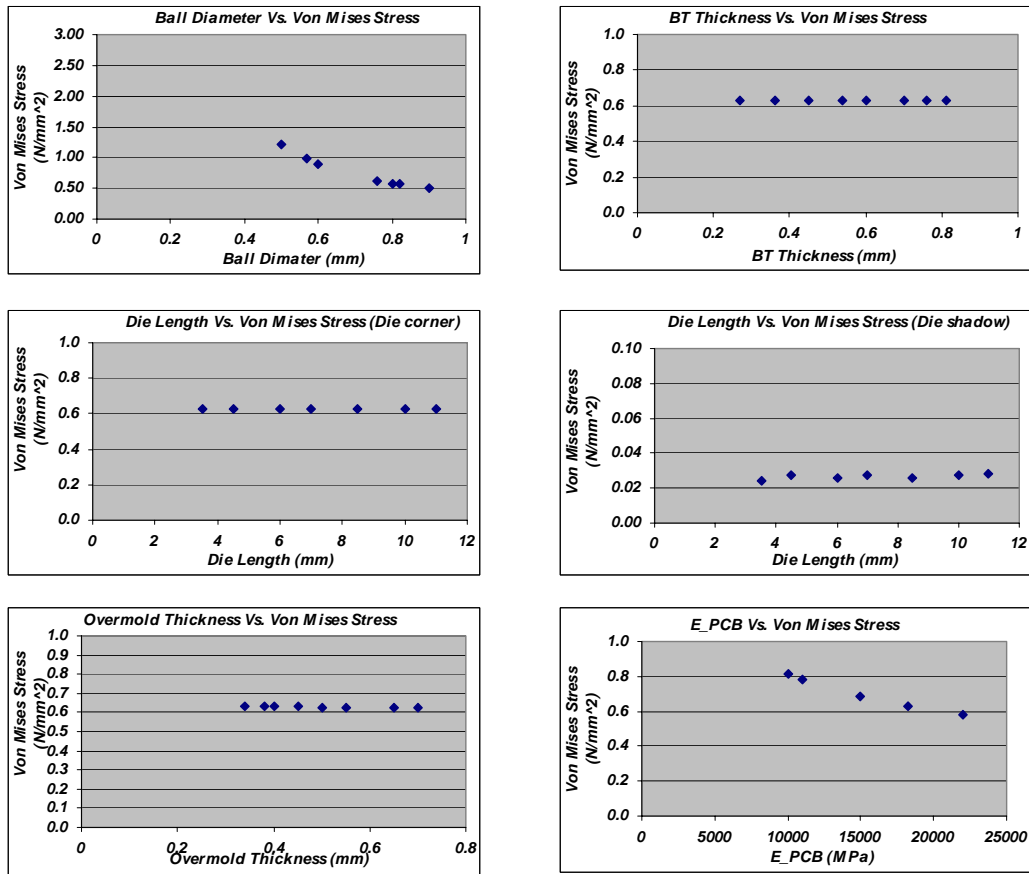 Ball Diameter Vs. Von Mises Stress
Von Mises Stress
(N/mm^2)
3.00
2.50
2.00
1.50
1.00
0.50
0.00
0 0.2 0.4 0.6 0.8 1
Ball Dimater (mm)
BT Thickness Vs. Von Mises Stress
Von Mises Stress
(N/mm^2)
1.0
0.8
0.6
0.4
0.2
0.0
0 0.2 0.4 0.6 0.8 1
BT Thickness (mm)
Die Length Vs. Von Mises Stress (Die corner)
Von Mises Stress
(N/mm^2)
1.0
0.8
0.6
0.4
0.2
0.0
0 2 4 6 8 10 12
Die Length (mm)
Die Length Vs. Von Mises Stress (Die shadow)
Von Mises Stress
(N/mm^2)
0.10
0.08
0.06
0.04
0.02
0.00
0 2 4 6 8 10 12
Die Length (mm)
Overmold Thickness Vs. Von Mises Stress
Von Mises Stress
(N/mm^2)
1.0
0.9
0.8
0.7
0.6
0.5
0.4
0.3
0.2
0.1
0.0
0 0.2 0.4 0.6 0.8
Overmold Thickness (mm)
E_PCB Vs. Von Mises Stress
Von Mises Stress
(N/mm^2)
1.0
0.8
0.6
0.4
0.2
0.0
0 5000 10000 15000 20000 25000
E_PCB (MPa)